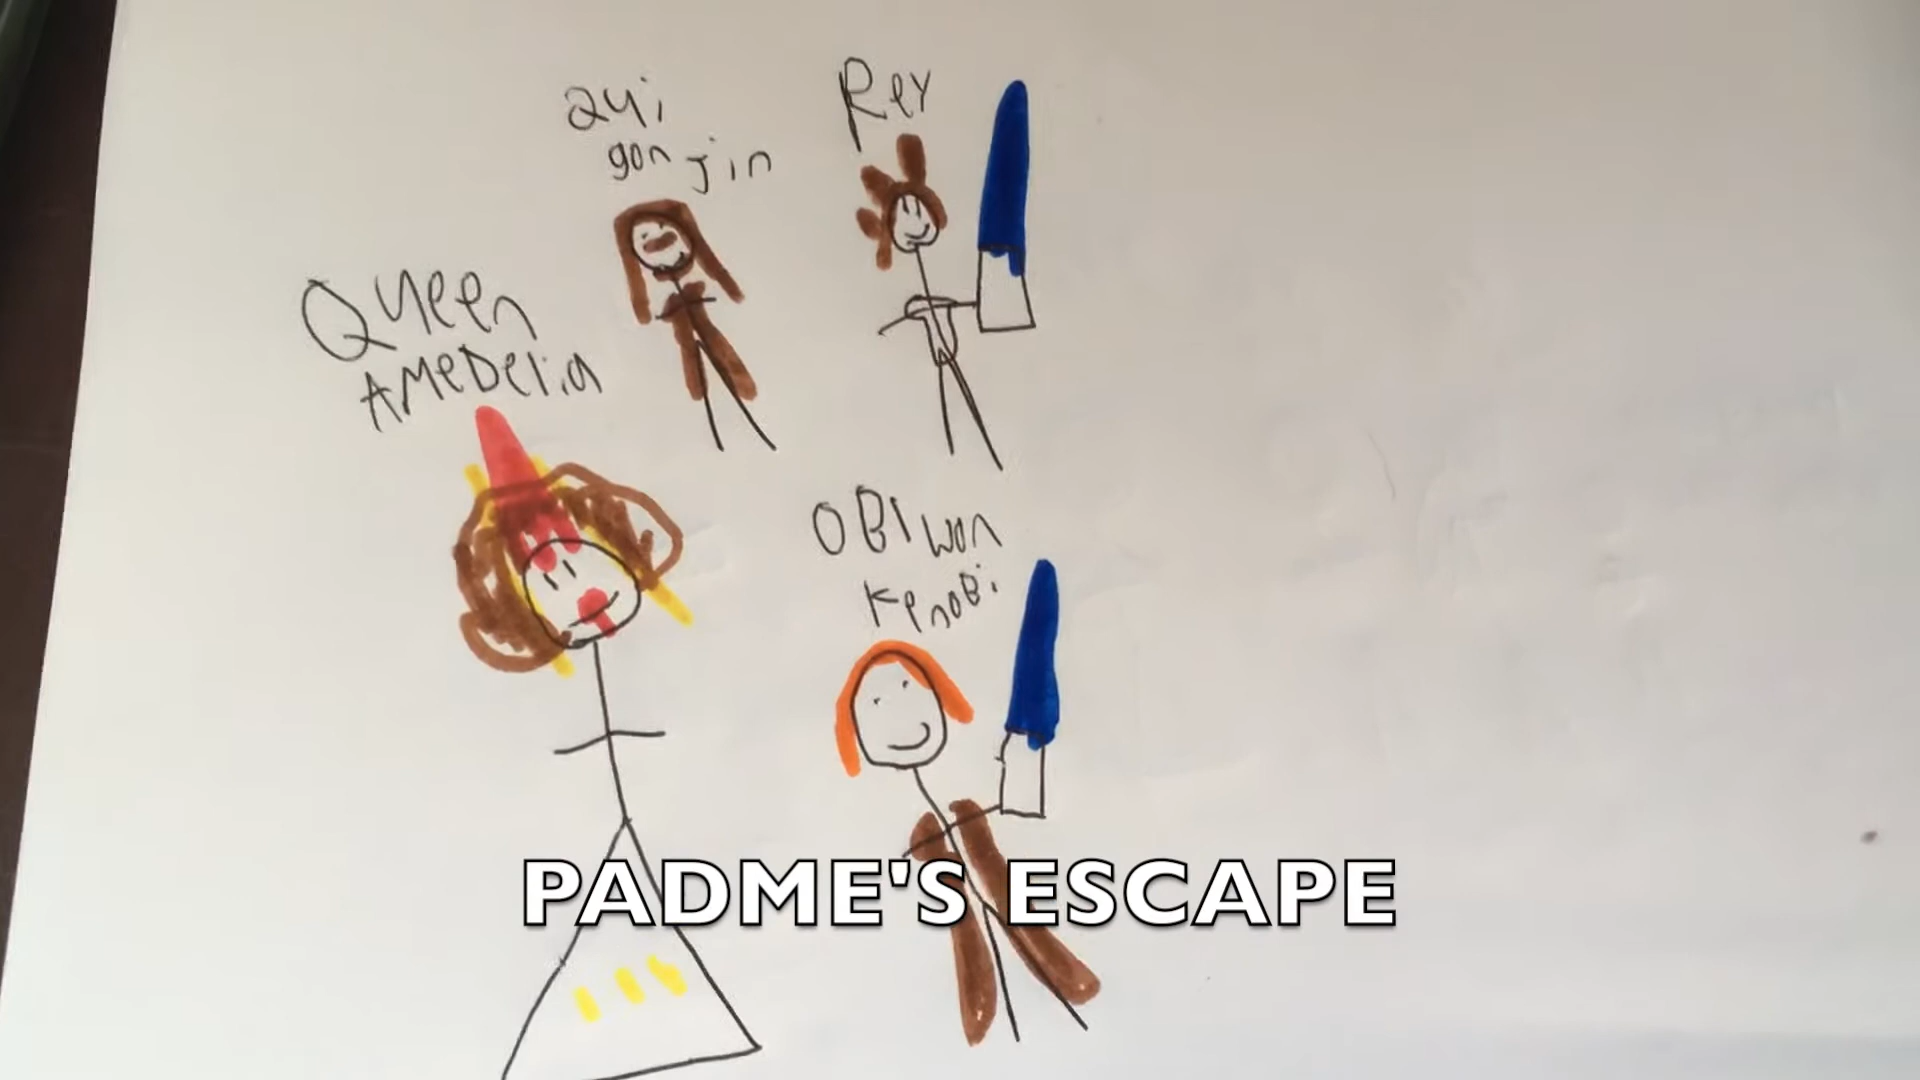 Qui
gon jin
Rey
Queen
AMeDelia
OBI won
KenoBi
PADME'S ESCAPE